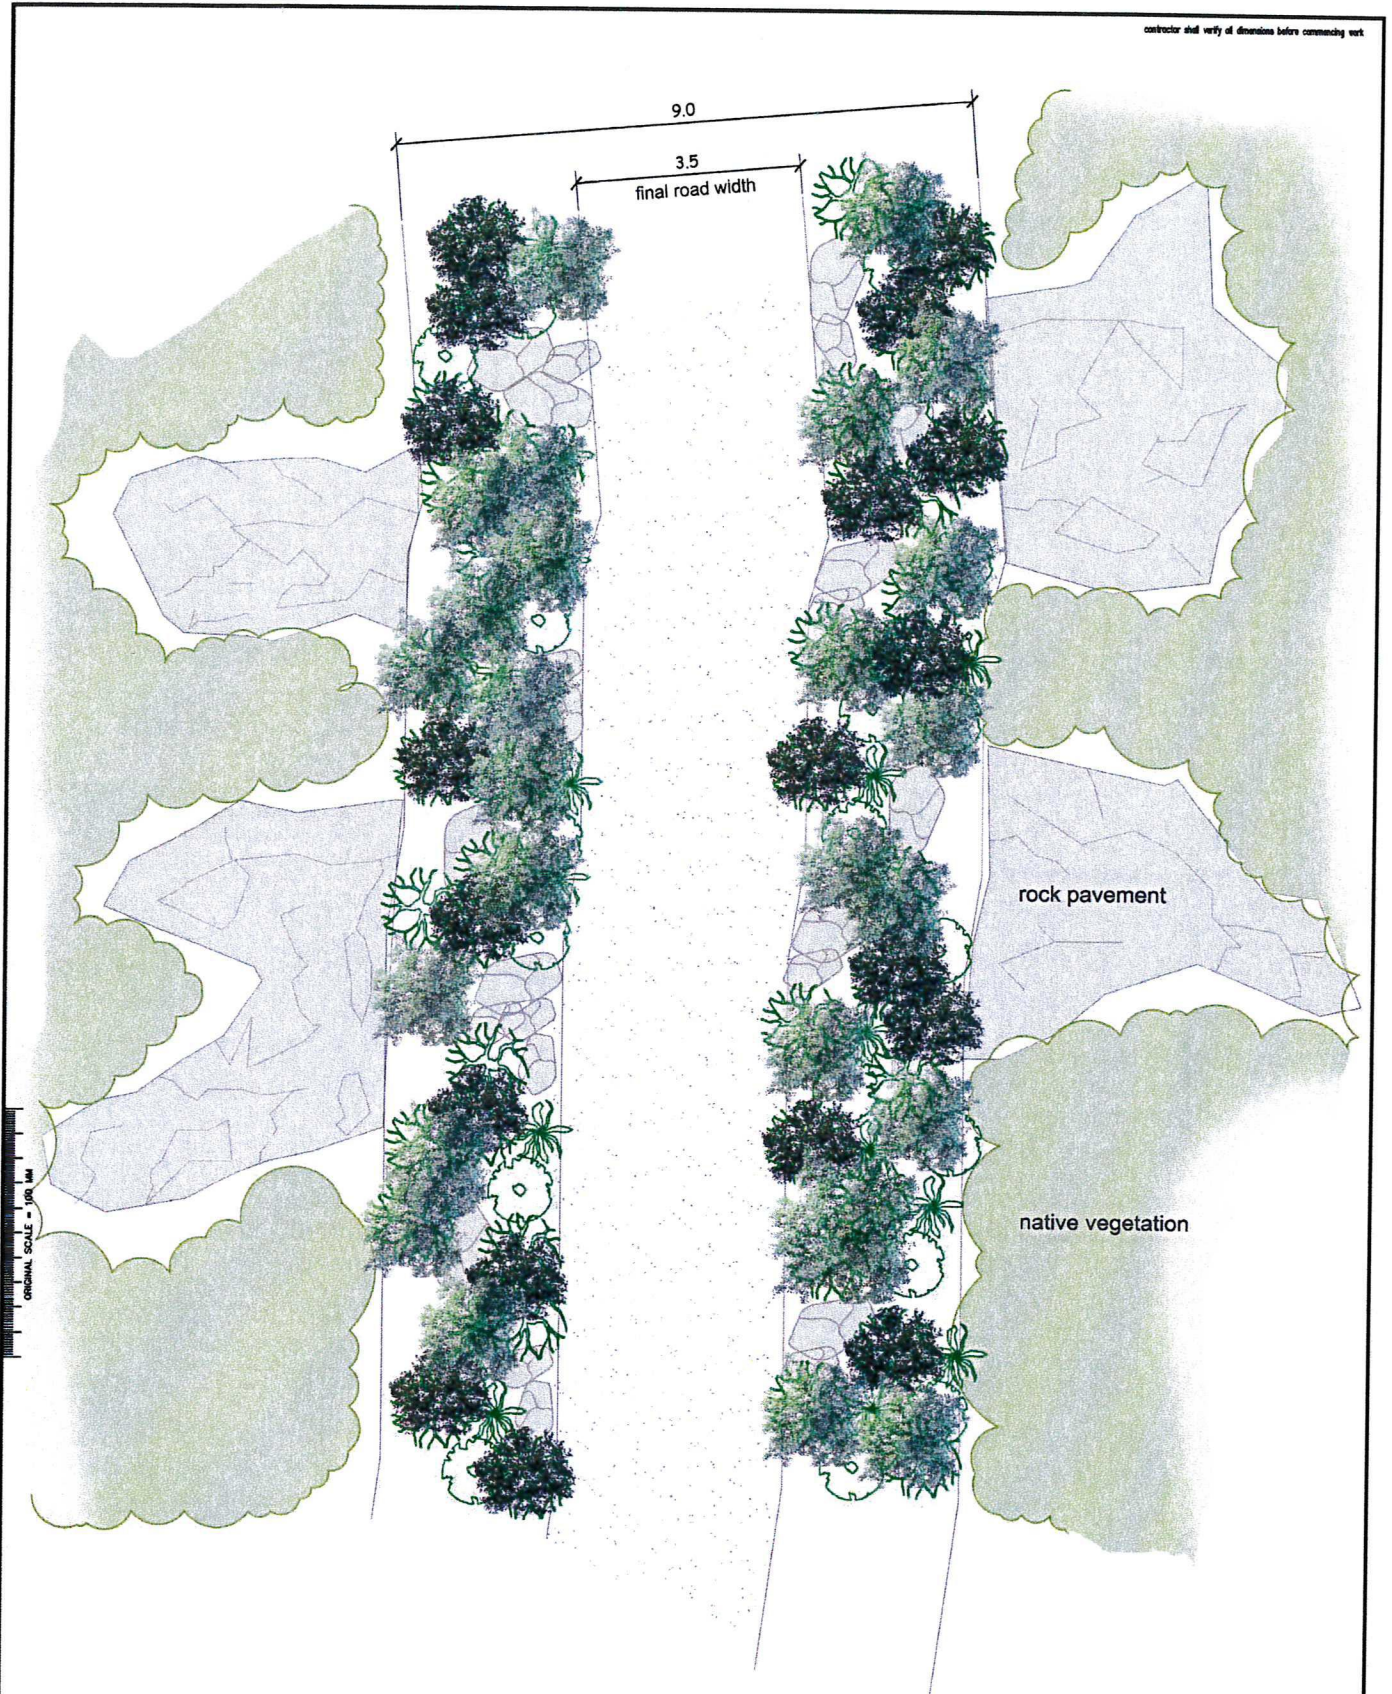 contractor shall verify all dimensions before commencing work
9.0
3.5
final road width
rock pavement
native vegetation
ORIGINAL SCALE = 100 MM